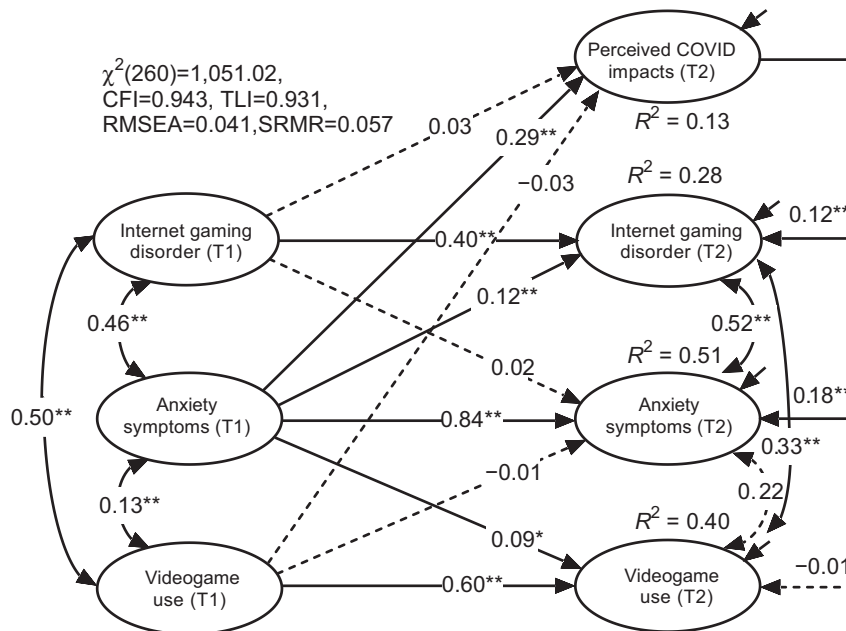 Perceived COVID
impacts (T2)
χ²(260)=1,051.02,
CFI=0.943, TLI=0.931,
RMSEA=0.041,SRMR=0.057
R² = 0.13
0.03
0.29**
−0.03
R² = 0.28
Internet gaming
disorder (T1)
0.40**
Internet gaming
disorder (T2)
0.12**
0.12**
0.46**
0.52**
R² = 0.51
0.02
0.50**
Anxiety
symptoms (T1)
0.84**
Anxiety
symptoms (T2)
0.18**
0.33**
−0.01
0.22
0.13**
R² = 0.40
0.09*
Videogame
use (T1)
0.60**
Videogame
use (T2)
−0.01